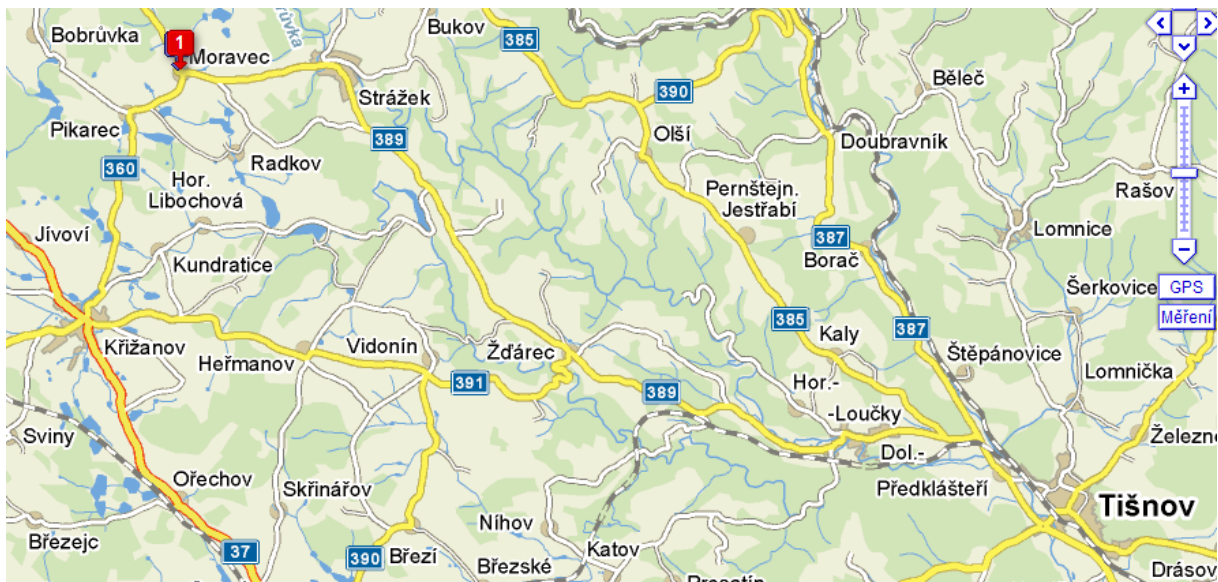 Bobrůvka
1
Moravec
růvka
Bukov
385
Strážek
390
Běleč
Pikarec
389
Olší
Doubravník
360
Radkov
Rašov
Hor.
Libochová
Pernštejn.
Jestřabí
Jívoví
387
Lomnice
Kundratice
Borač
Šerkovice
GPS
385
Kaly
387
Měření
Křižanov
Heřmanov
Vidonín
Žďárec
Štěpánovice
391
389
Hor.-
Lomnička
-Loučky
Sviny
Dol.-
Železné
Ořechov
Skřinářov
Předklášteří
Tišnov
Níhov
Březejc
37
390
Březí
Březské
Katov
Drásov